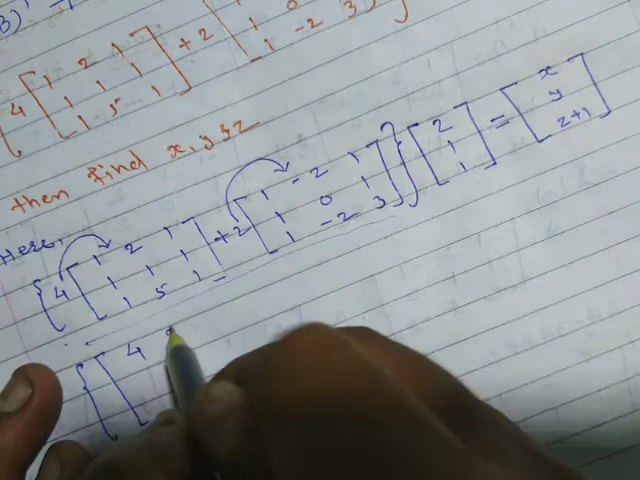 B)'
{4 [1 2 1
1 1 1
1 5 1] + 2 [
1 0
1 -2 3]}
then find x, y & z
Here,
{4 [1 2 1
1 1 1
1 5 1] + 2 [1 -2 1
1 0 1
1 -2 3]} [2
1
1] = [x
y
z+1]
{[4